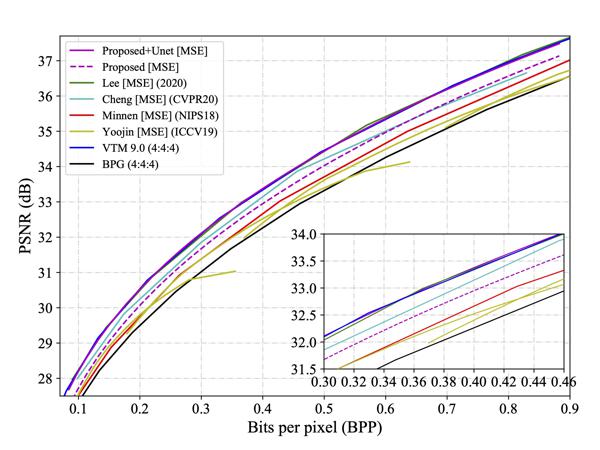 Proposed+Unet [MSE]
Proposed [MSE]
Lee [MSE] (2020)
Cheng [MSE] (CVPR20)
Minnen [MSE] (NIPS18)
Yoojin [MSE] (ICCV19)
VTM 9.0 (4:4:4)
BPG (4:4:4)
PSNR (dB)
37
36
35
34
33
32
31
30
29
28
34.0
33.5
33.0
32.5
32.0
31.5
0.30 0.32 0.34 0.36 0.38 0.40 0.42 0.44 0.46
0.1 0.2 0.3 0.4 0.5 0.6 0.7 0.8 0.9
Bits per pixel (BPP)